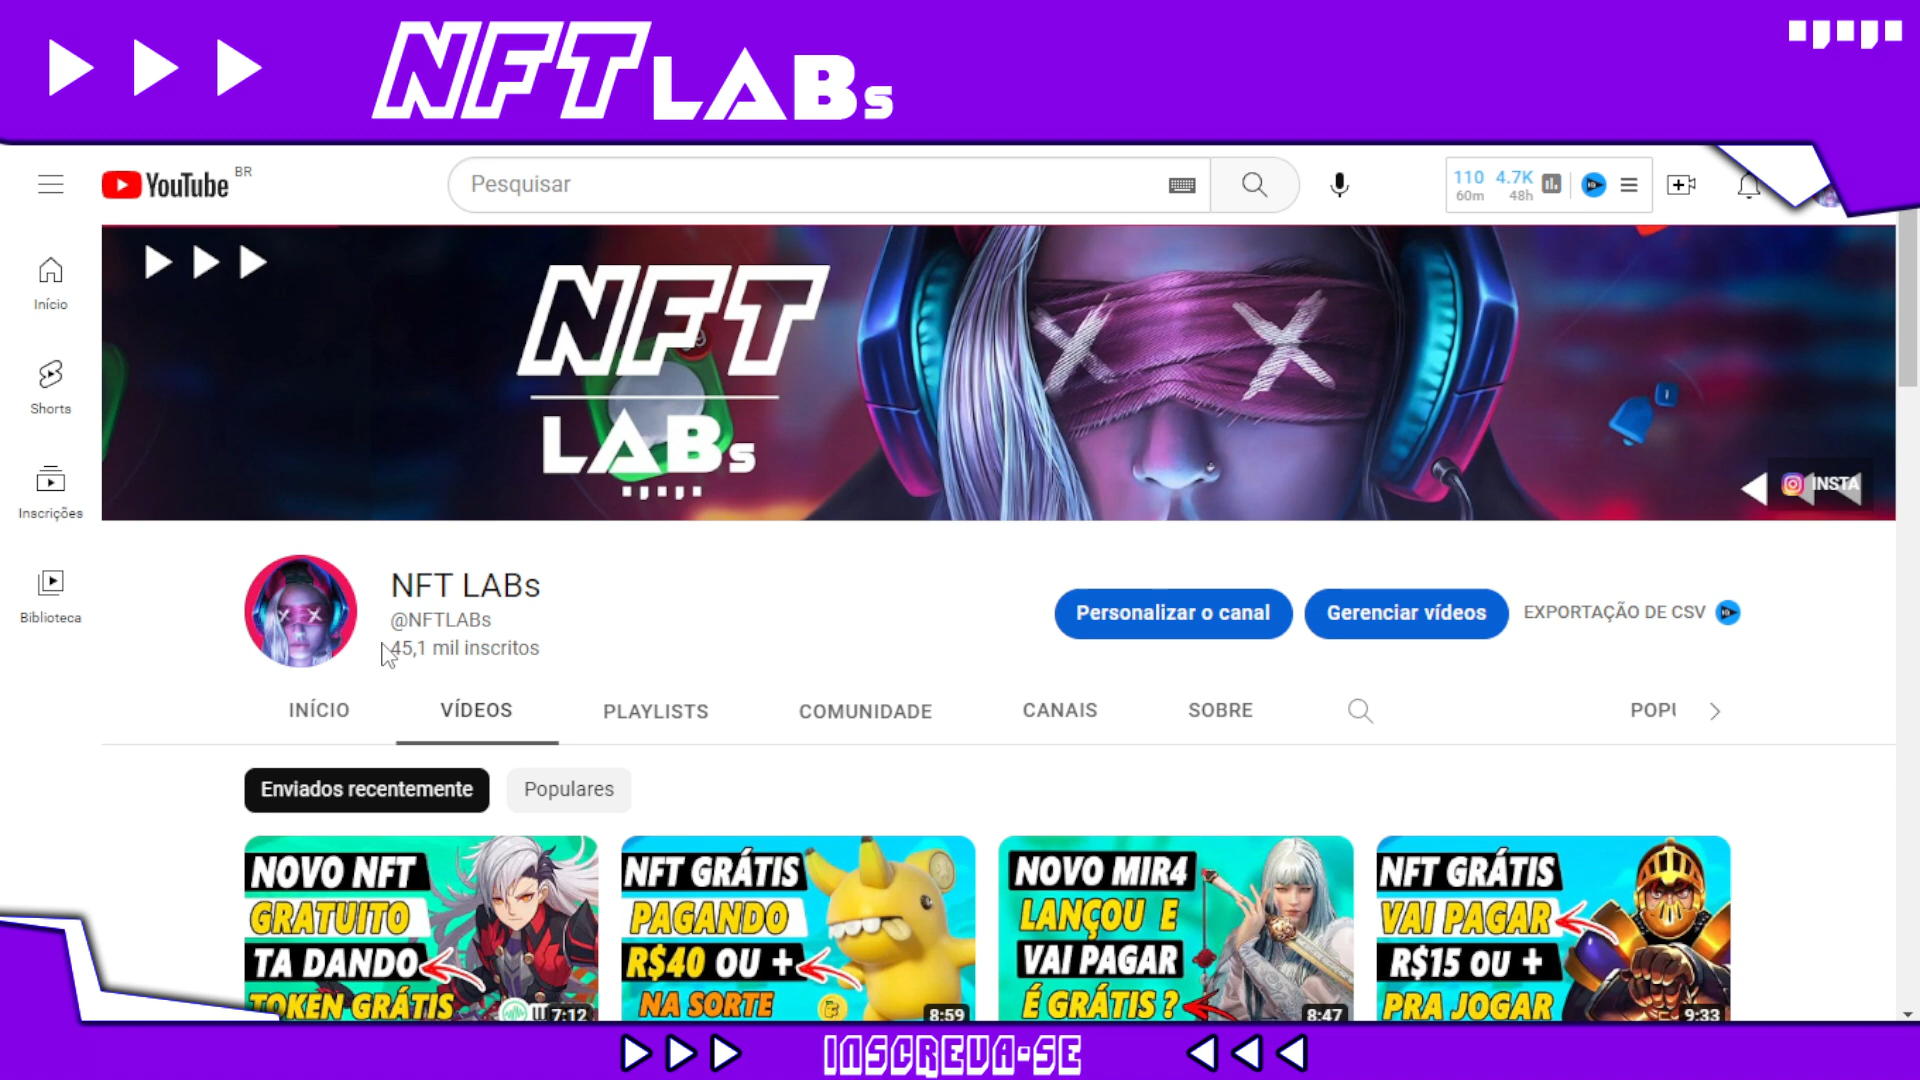 NFT LABs
YouTube BR
Pesquisar
110 4.7K
60m 48h
Início
Shorts
Inscrições
Biblioteca
NFT
LABs
INSTA
NFT LABs
@NFTLABs
45,1 mil inscritos
Personalizar o canal
Gerenciar vídeos
EXPORTAÇÃO DE CSV
INÍCIO
VÍDEOS
PLAYLISTS
COMUNIDADE
CANAIS
SOBRE
POPU
Enviados recentemente
Populares
NOVO NFT
GRATUITO
TA DANDO
TOKEN GRÁTIS
7:12
NFT GRÁTIS
PAGANDO
R$40 OU +
NA SORTE
8:59
NOVO MIR4
LANÇOU E
VAI PAGAR
É GRÁTIS ?
8:47
NFT GRÁTIS
VAI PAGAR
R$15 OU +
PRA JOGAR
9:33
INSCREVA-SE